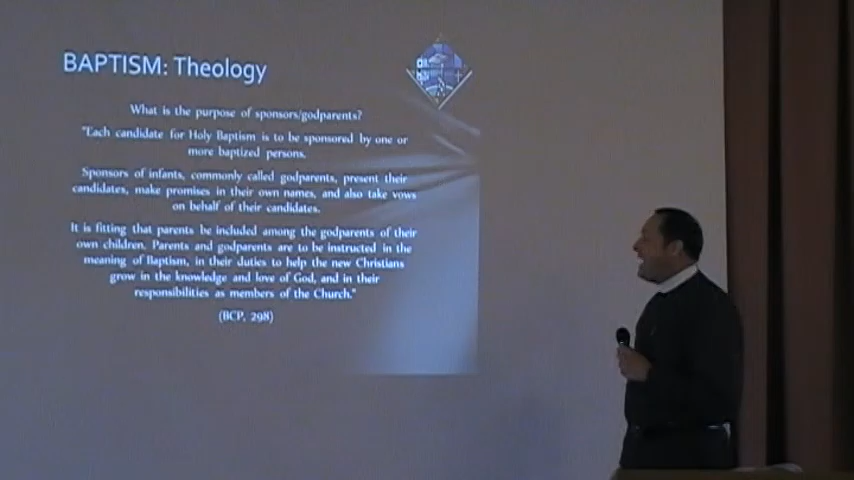 BAPTISM: Theology
What is the purpose of sponsors/godparents?
"Each candidate for Holy Baptism is to be sponsored by one or
more baptized persons.
Sponsors of infants, commonly called godparents, present their
candidates, make promises in their own names, and also take vows
on behalf of their candidates.
It is fitting that parents be included among the godparents of their
own children. Parents and godparents are to be instructed in the
meaning of Baptism, in their duties to help the new Christians
grow in the knowledge and love of God, and in their
responsibilities as members of the Church."
(BCP, 298)